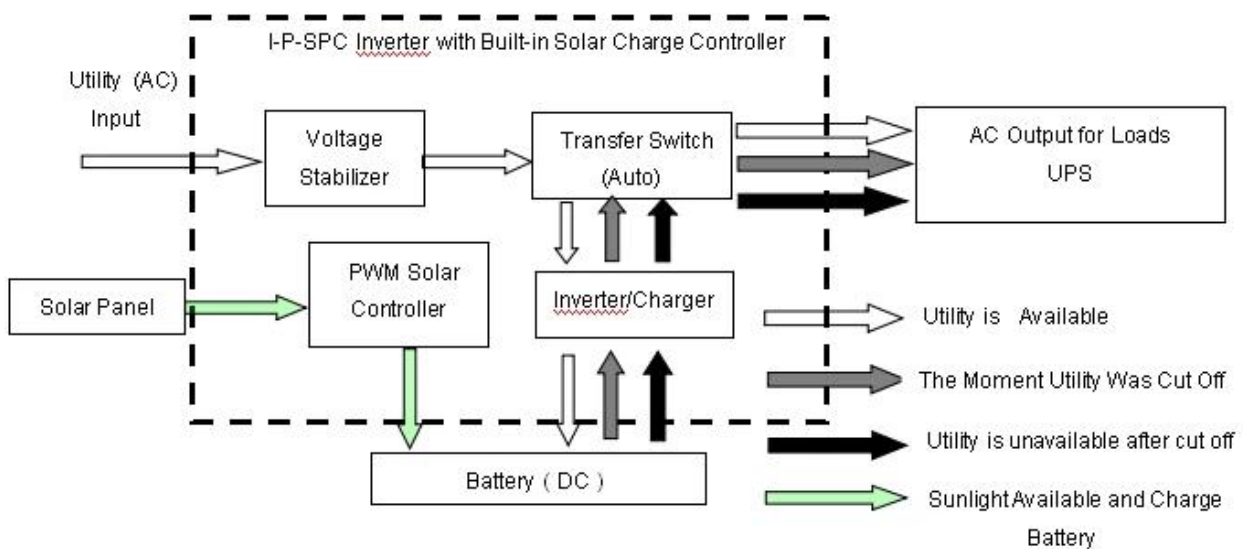 I-P-SPC Inverter with Built-in Solar Charge Controller
Utility (AC)
Input
Voltage
Stabilizer
Transfer Switch
(Auto)
AC Output for Loads
UPS
Solar Panel
PWM Solar
Controller
Inverter/Charger
Battery ( DC )
Utility is Available
The Moment Utility Was Cut Off
Utility is unavailable after cut off
Sunlight Available and Charge
Battery